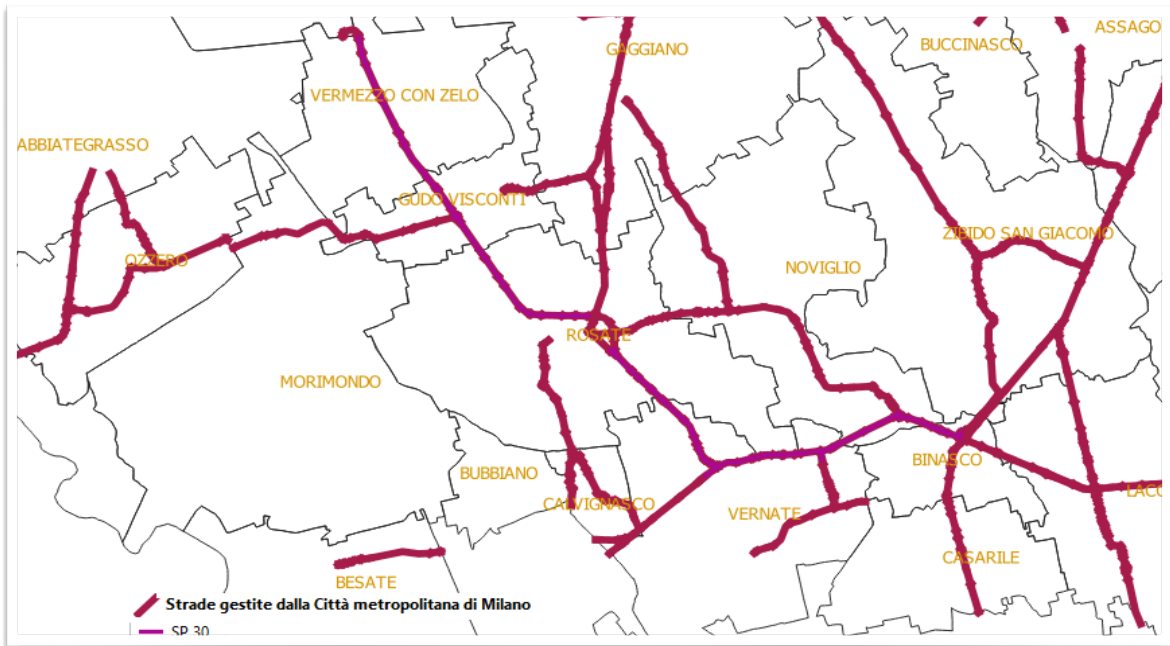 ASSAGO
BUCCINASCO
GAGGIANO
VERMEZZO CON ZELO
ABBIATEGRASSO
GUDO VISCONTI
ZIBIDO SAN GIACOMO
OZZERO
NOVIGLIO
ROSATE
MORIMONDO
BINASCO
BUBBIANO
LACC
CALVIGNASCO
VERNATE
CASARILE
BESATE
Strade gestite dalla Città metropolitana di Milano
SP 30